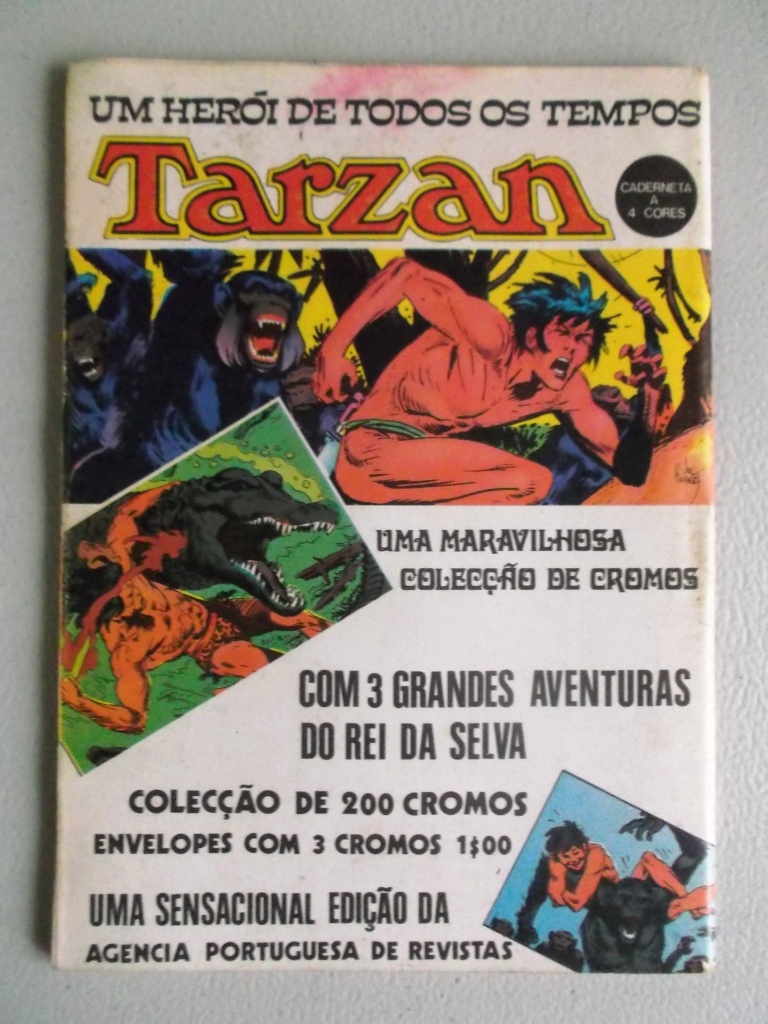 UM HERÓI DE TODOS OS TEMPOS
Tarzan
CADERNETA
A
4 CORES
UMA MARAVILHOSA
COLECÇÃO DE CROMOS
COM 3 GRANDES AVENTURAS
DO REI DA SELVA
COLECÇÃO DE 200 CROMOS
ENVELOPES COM 3 CROMOS 1$00
UMA SENSACIONAL EDIÇÃO DA
AGENCIA PORTUGUESA DE REVISTAS